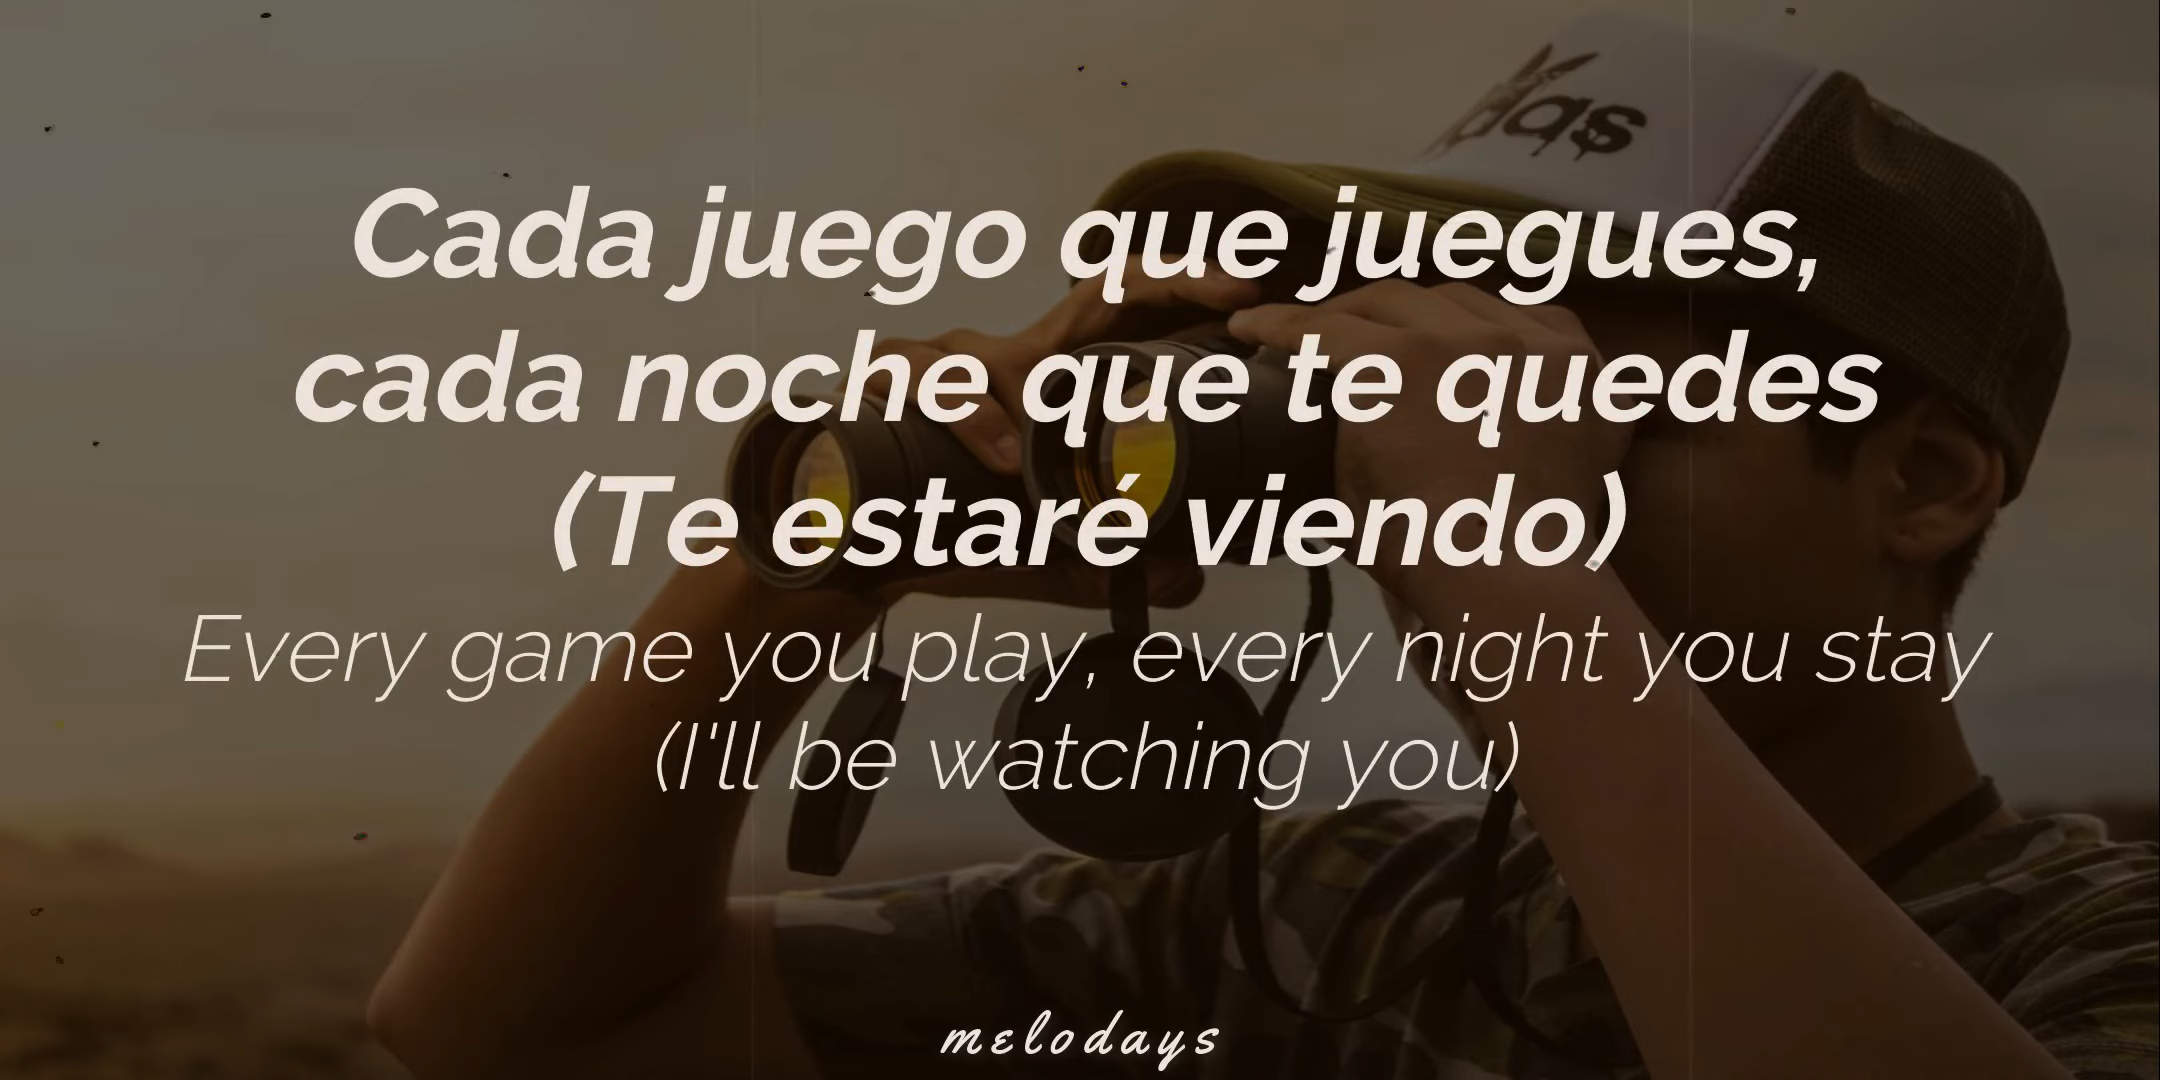 das
Cada juego que juegues,
cada noche que te quedes
(Te estaré viendo)
Every game you play, every night you stay
(I'll be watching you)
melodays